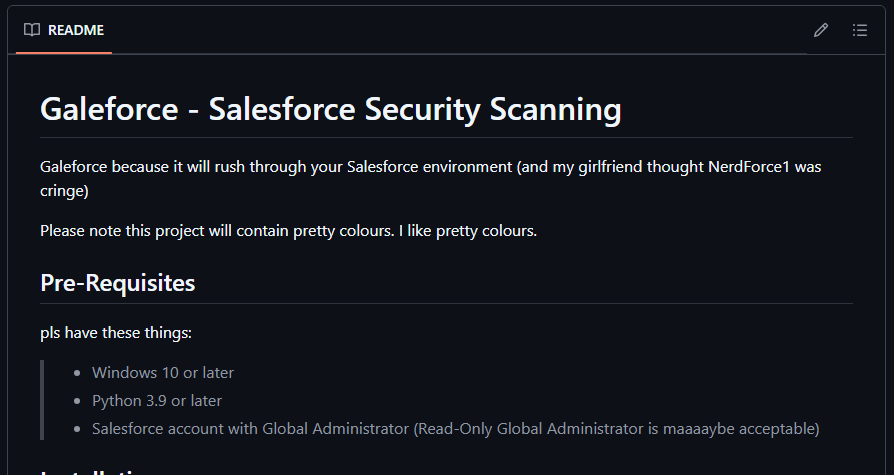 README
Galeforce - Salesforce Security Scanning
Galeforce because it will rush through your Salesforce environment (and my girlfriend thought NerdForce1 was
cringe)
Please note this project will contain pretty colours. I like pretty colours.
Pre-Requisites
pls have these things:
• Windows 10 or later
• Python 3.9 or later
• Salesforce account with Global Administrator (Read-Only Global Administrator is maaaaybe acceptable)